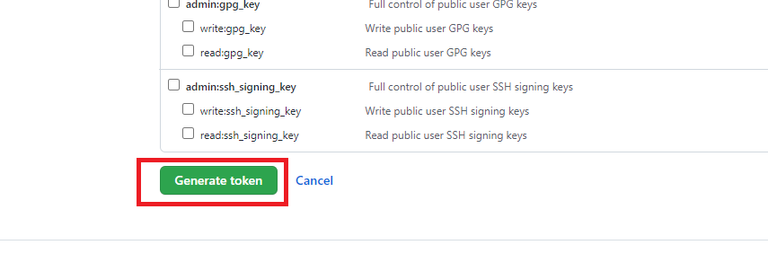 admin:gpg_key Full control of public user GPG keys
write:gpg_key Write public user GPG keys
read:gpg_key Read public user GPG keys
admin:ssh_signing_key Full control of public user SSH signing keys
write:ssh_signing_key Write public user SSH signing keys
read:ssh_signing_key Read public user SSH signing keys
Generate token Cancel